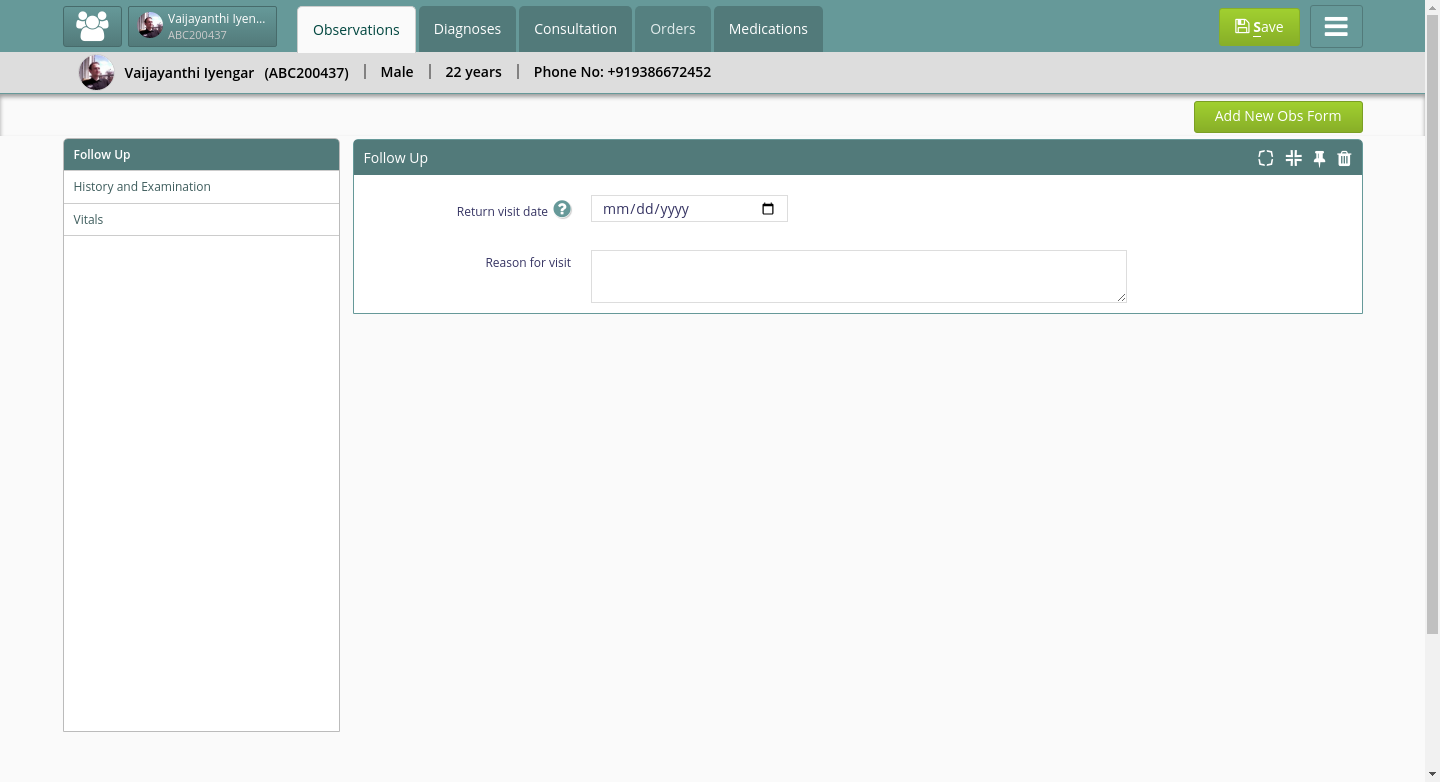 Vaijayanthi Iyen...
ABC200437
Observations
Diagnoses
Consultation
Orders
Medications
Save
Vaijayanthi Iyengar (ABC200437) | Male | 22 years | Phone No: +919386672452
Add New Obs Form
Follow Up
History and Examination
Vitals
Follow Up
Return visit date ?
mm/dd/yyyy
Reason for visit